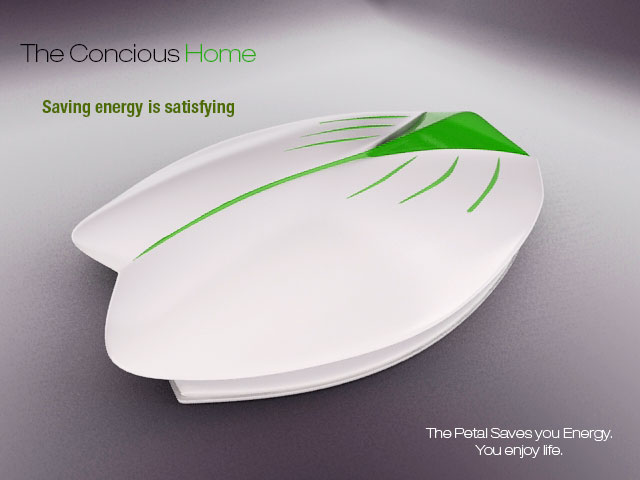 The Concious Home
Saving energy is satisfying
The Petal Saves you Energy.
You enjoy life.